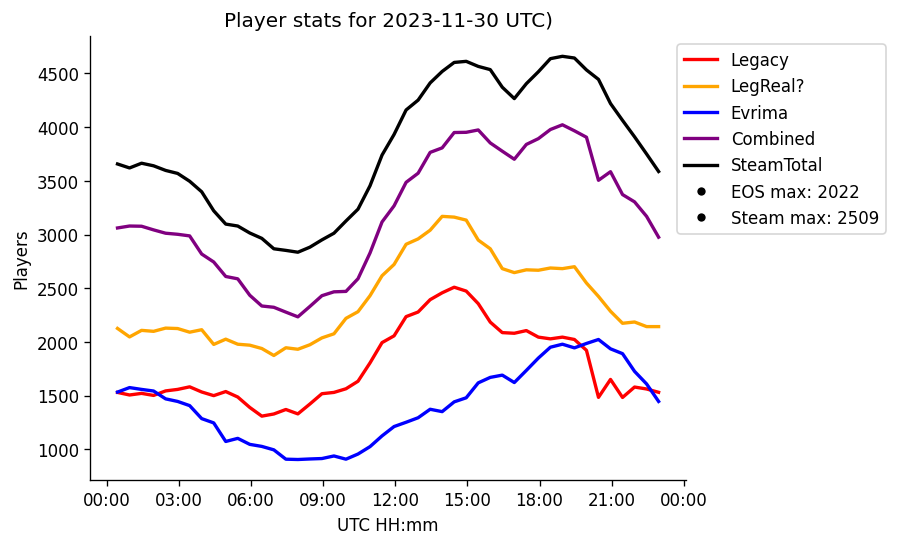 Player stats for 2023-11-30 UTC)
Legacy
LegReal?
Evrima
Combined
SteamTotal
EOS max: 2022
Steam max: 2509
Players
4500
4000
3500
3000
2500
2000
1500
1000
00:00 03:00 06:00 09:00 12:00 15:00 18:00 21:00 00:00
UTC HH:mm